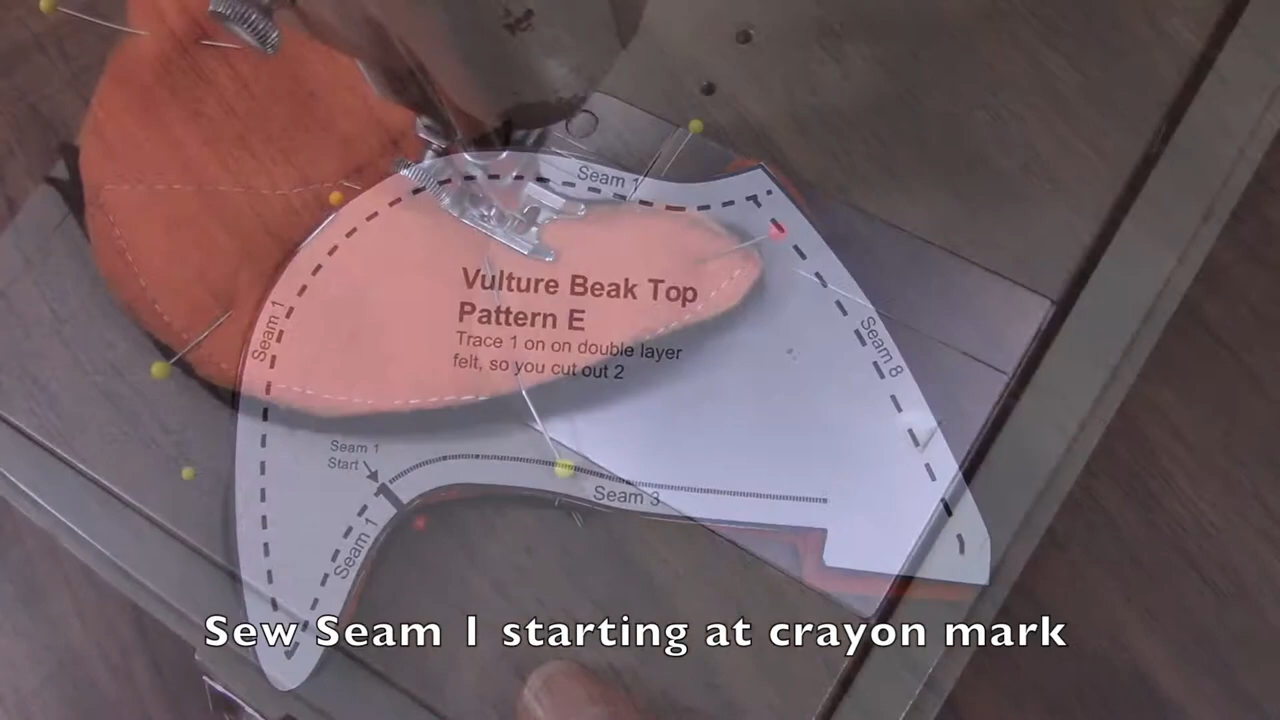 Seam 1
Seam 1
Vulture Beak Top
Pattern E
Trace 1 on on double layer
felt, so you cut out 2
Seam 8
Seam 1
Start
Seam 3
Seam 1
Sew Seam 1 starting at crayon mark